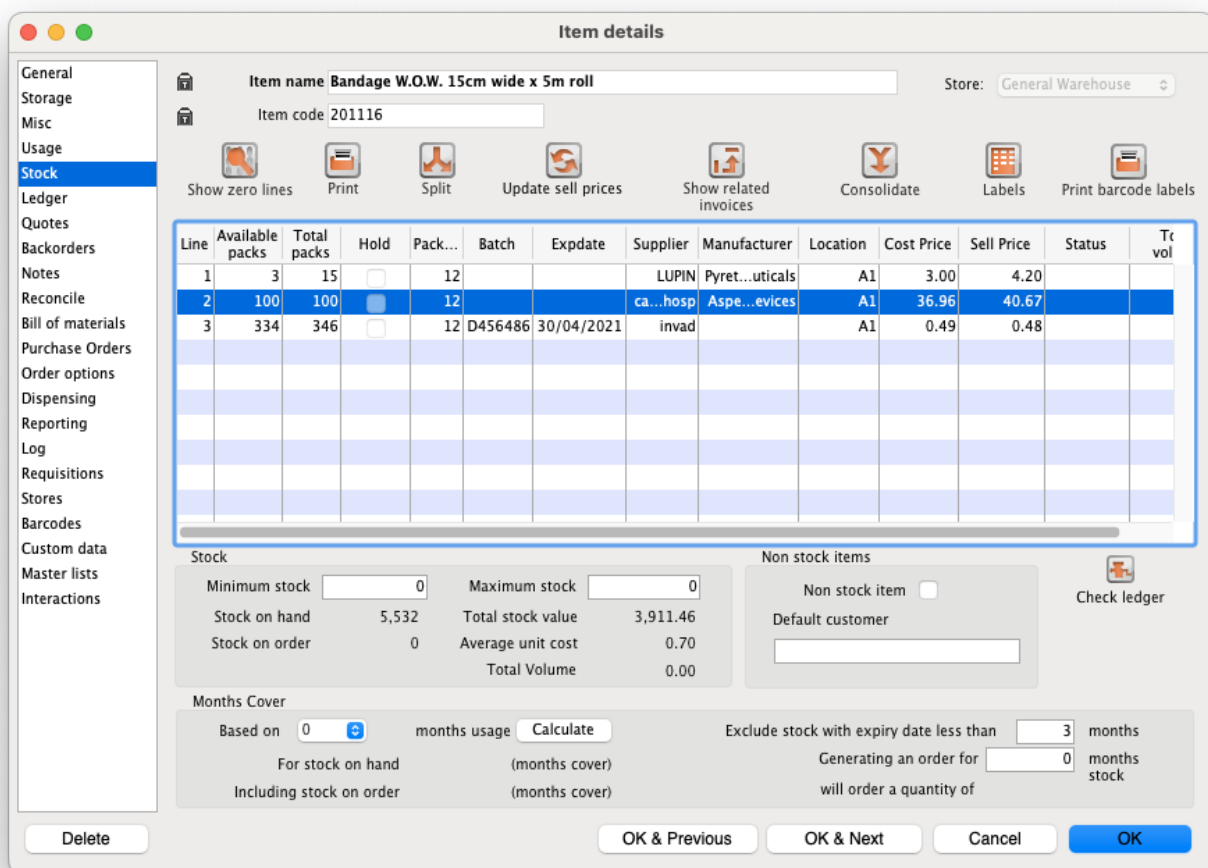 Item details
General
Storage
Misc
Usage
Stock
Ledger
Quotes
Backorders
Notes
Reconcile
Bill of materials
Purchase Orders
Order options
Dispensing
Reporting
Log
Requisitions
Stores
Barcodes
Custom data
Master lists
Interactions
Item name Bandage W.O.W. 15cm wide x 5m roll
Store: General Warehouse
Item code 201116
Show zero lines
Print
Split
Update sell prices
Show related invoices
Consolidate
Labels
Print barcode labels
Line Available packs Total packs Hold Pack... Batch Expdate Supplier Manufacturer Location Cost Price Sell Price Status To vol
1 3 15 12 LUPIN Pyret...uticals A1 3.00 4.20
2 100 100 12 ca...hosp Aspe...evices A1 36.96 40.67
3 334 346 12 D456486 30/04/2021 invad A1 0.49 0.48
Stock
Minimum stock 0 Maximum stock 0
Stock on hand 5,532 Total stock value 3,911.46
Stock on order 0 Average unit cost 0.70
Total Volume 0.00
Non stock items
Non stock item
Default customer
Check ledger
Months Cover
Based on 0 months usage Calculate
For stock on hand (months cover)
Including stock on order (months cover)
Exclude stock with expiry date less than 3 months
Generating an order for 0 months stock
will order a quantity of
Delete
OK & Previous
OK & Next
Cancel
OK